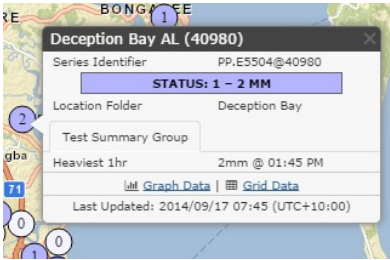 RE
BONGAREE
1
Deception Bay AL (40980)
Series Identifier PP.E5504@40980
STATUS: 1 – 2 MM
Location Folder Deception Bay
2
Test Summary Group
gba
Heaviest 1hr 2mm @ 01:45 PM
71
Graph Data | Grid Data
Last Updated: 2014/09/17 07:45 (UTC+10:00)
0
0
1